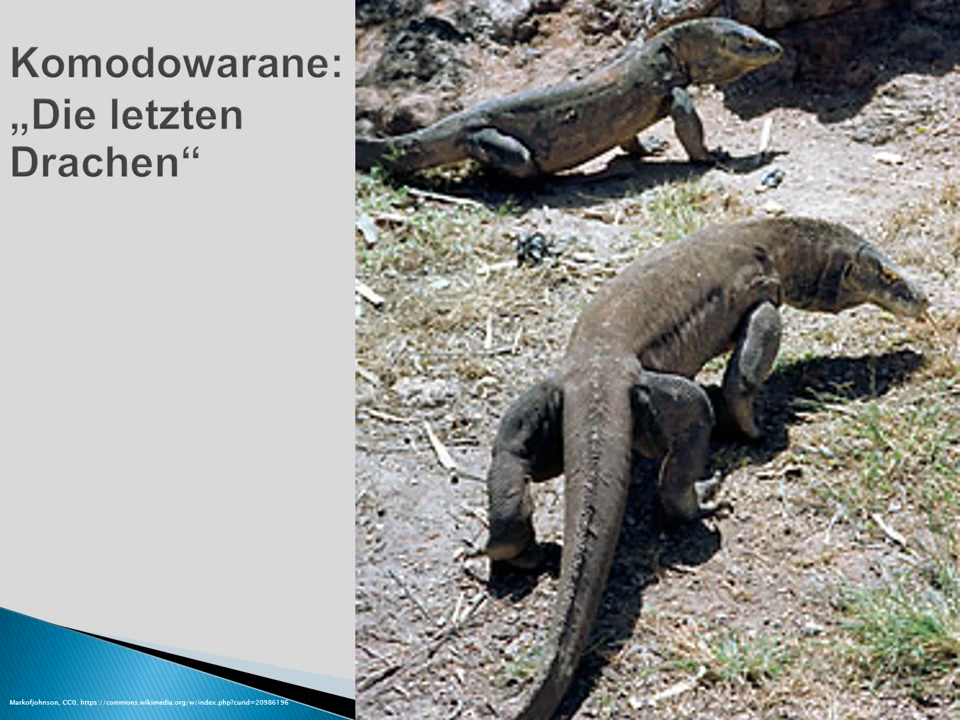 Komodowarane:
„Die letzten
Drachen“
Markofjohnson, CC0, https://commons.wikimedia.org/w/index.php?curid=20986196